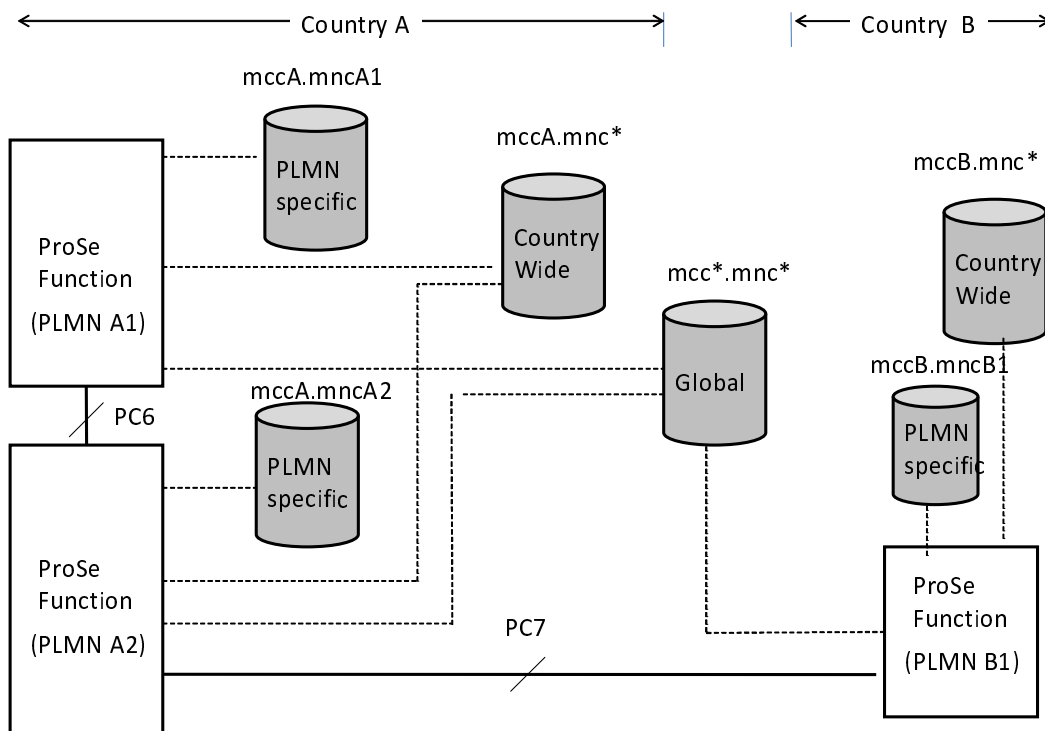 Country A
Country B
mccA.mncA1
PLMN
specific
mccA.mnc*
Country
Wide
mccB.mnc*
Country
Wide
ProSe
Function
(PLMN A1)
mcc*.mnc*
Global
mccA.mncA2
PLMN
specific
mccB.mncB1
PLMN
specific
PC6
ProSe
Function
(PLMN A2)
PC7
ProSe
Function
(PLMN B1)